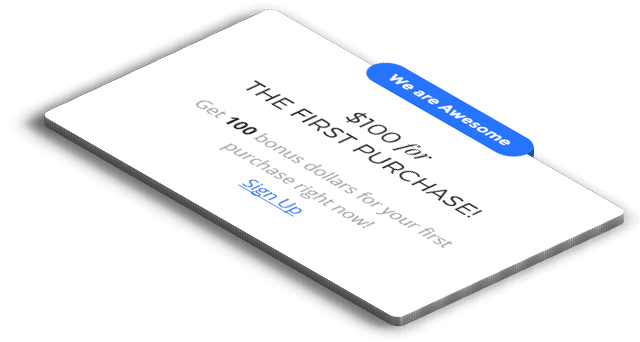 We are Awesome
$100 for
THE FIRST PURCHASE!
Get 100 bonus dollars for your first
purchase right now!
Sign Up